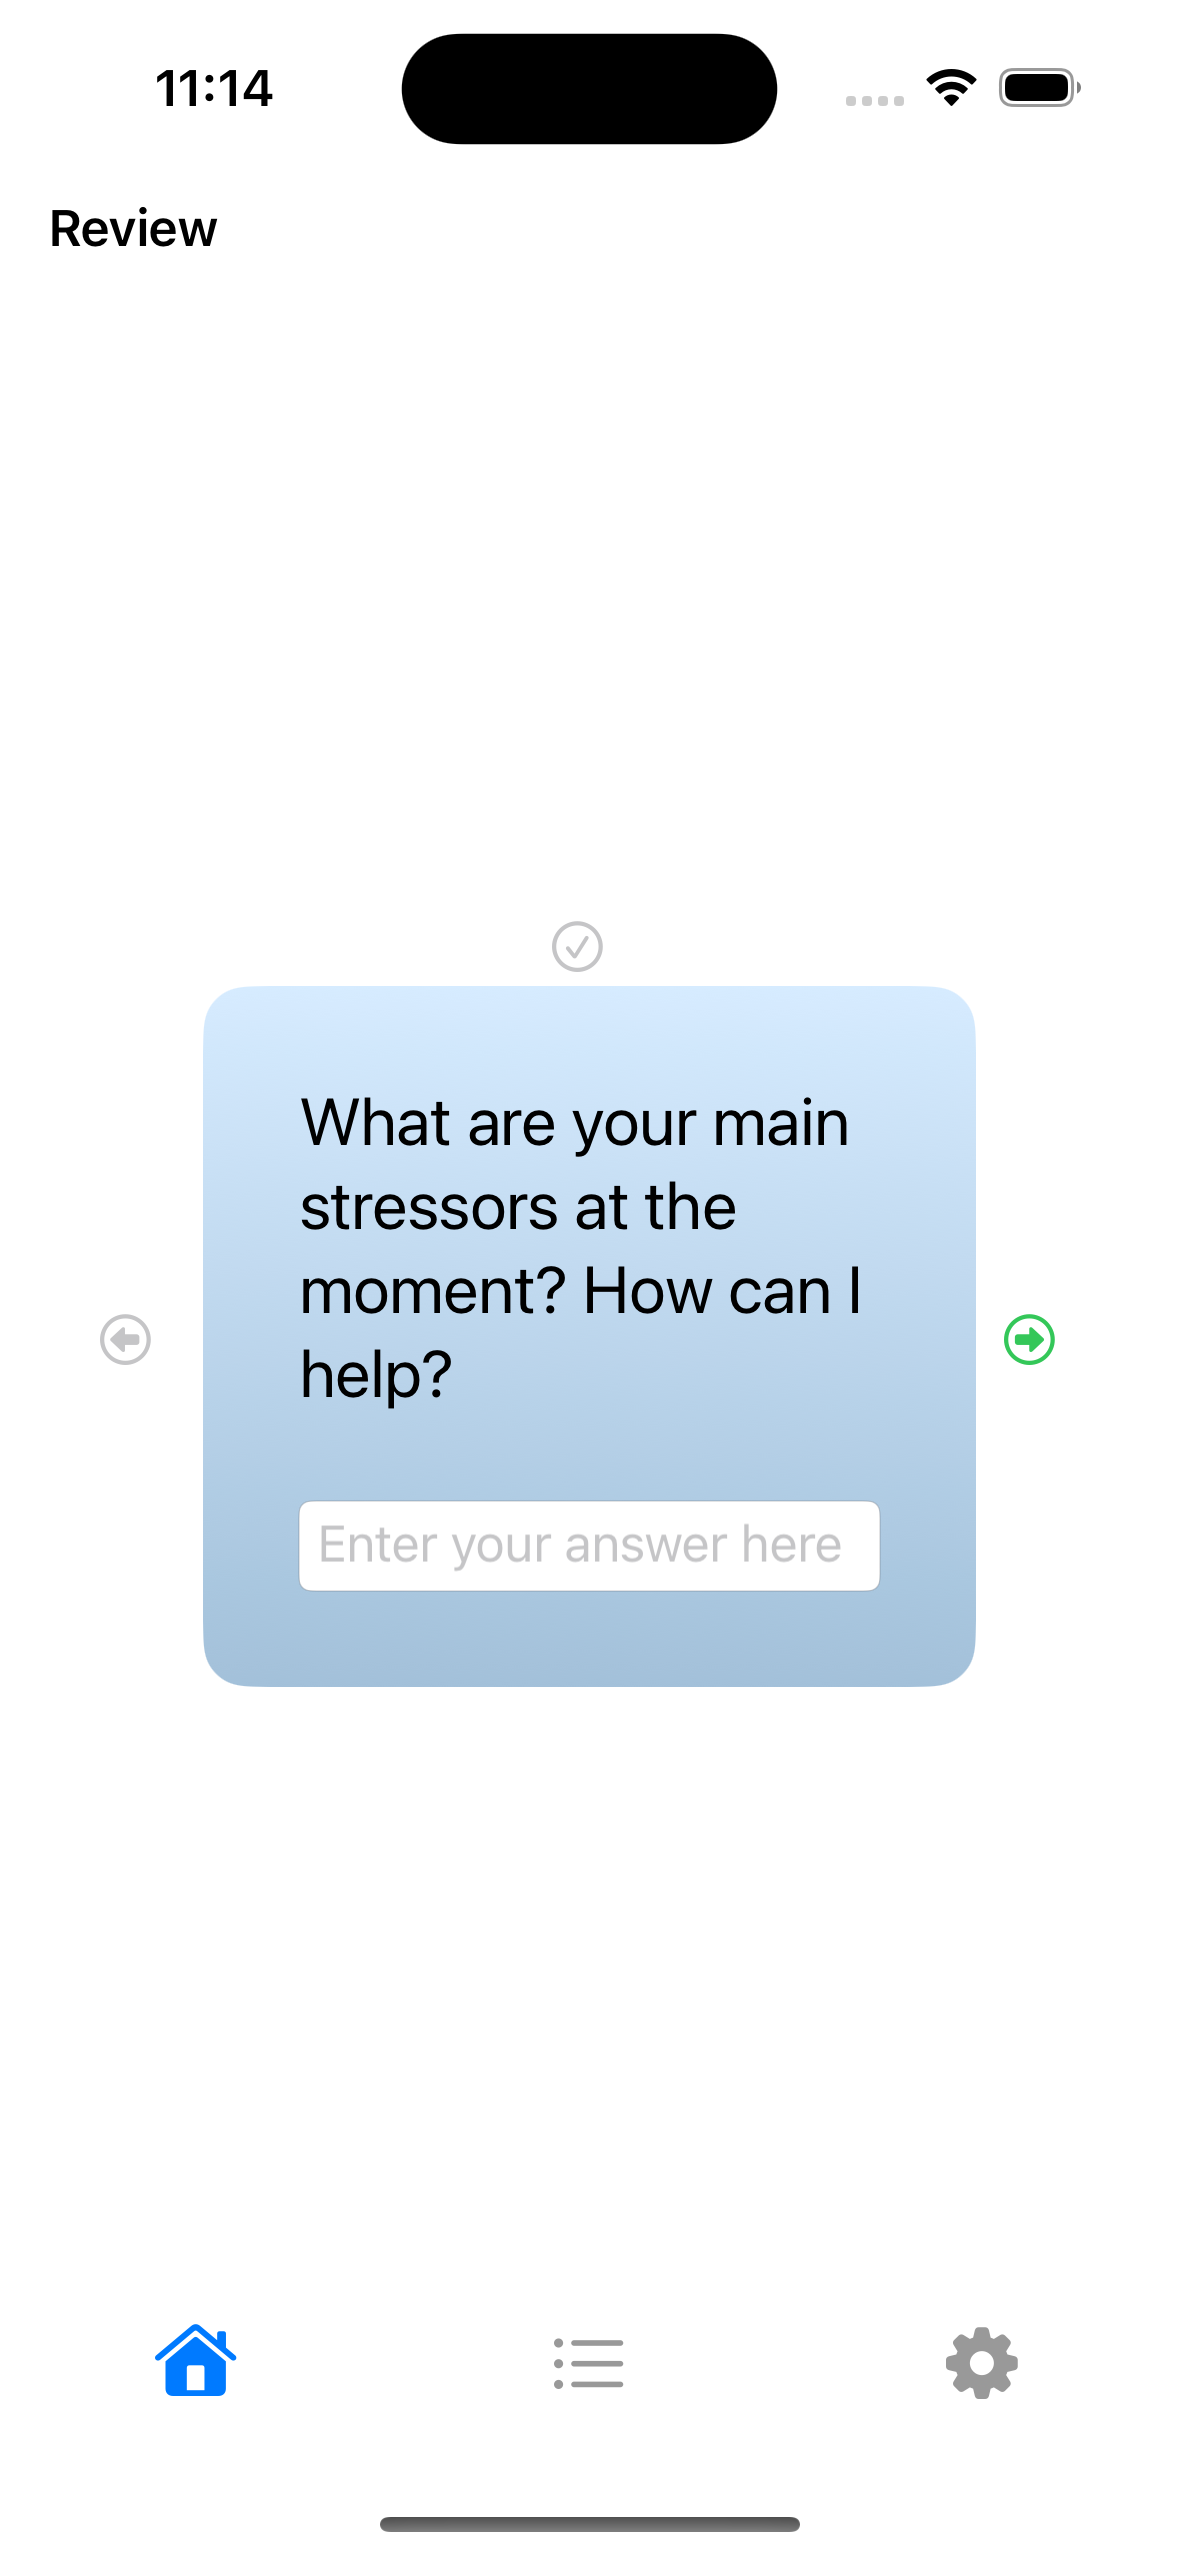 11:14
Review
What are your main
stressors at the
moment? How can I
help?
Enter your answer here